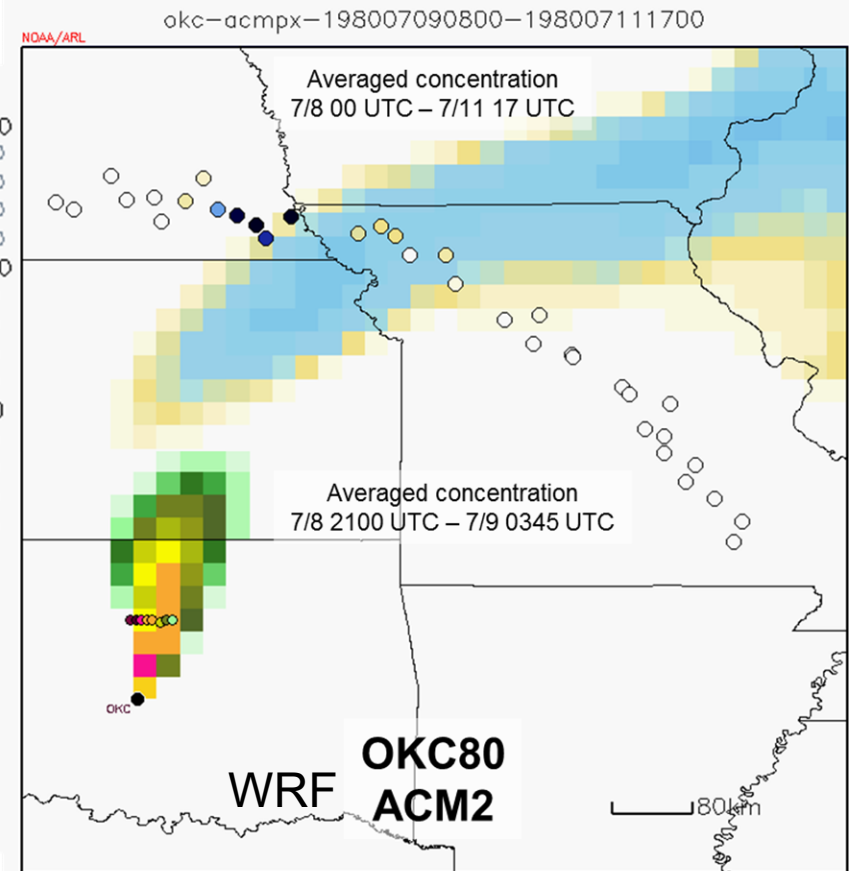 okc-acmpx-198007090800-198007111700
NOAA/ARL
Averaged concentration
7/8 00 UTC – 7/11 17 UTC
Averaged concentration
7/8 2100 UTC – 7/9 0345 UTC
OKC
OKC80
WRF
ACM2
80km